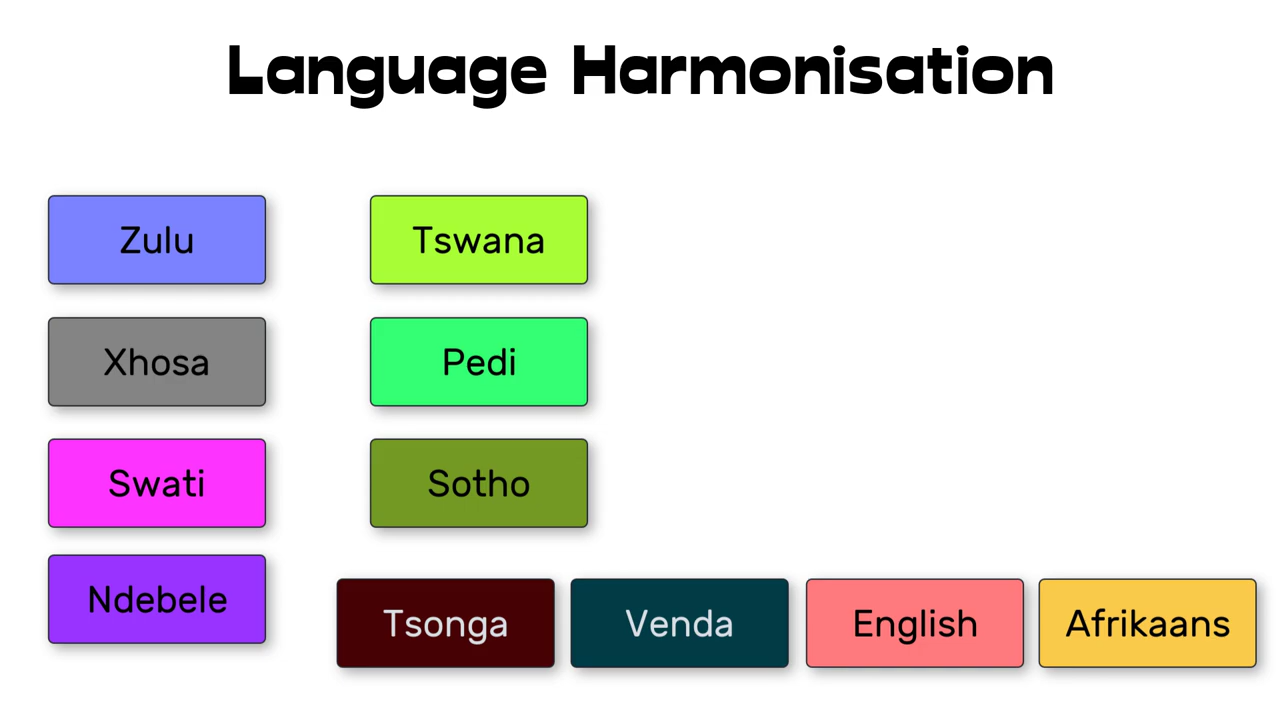 Language Harmonisation
Zulu
Tswana
Xhosa
Pedi
Swati
Sotho
Ndebele
Tsonga
Venda
English
Afrikaans